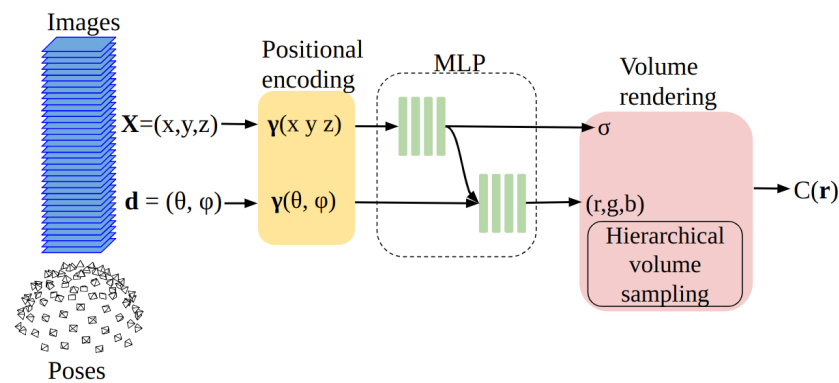 Images
Positional
encoding
MLP
Volume
rendering
X=(x,y,z)
γ(x y z)
σ
d = (θ, φ)
γ(θ, φ)
(r,g,b)
C(r)
Hierarchical
volume
sampling
Poses